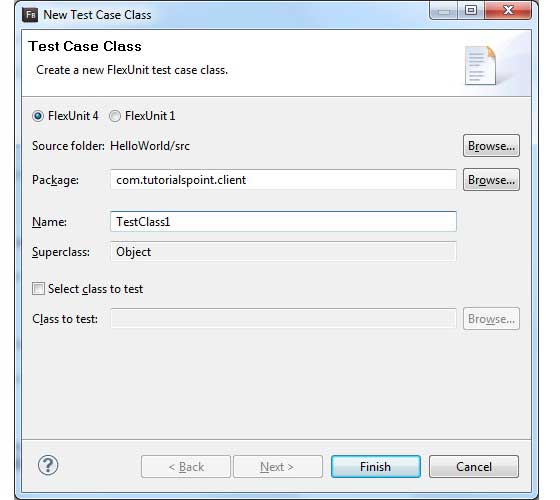 FB New Test Case Class
Test Case Class
Create a new FlexUnit test case class.
FlexUnit 4 FlexUnit 1
Source folder: HelloWorld/src Browse...
Package: com.tutorialspoint.client Browse...
Name: TestClass1
Superclass: Object
Select class to test
Class to test: Browse...
? < Back Next > Finish Cancel